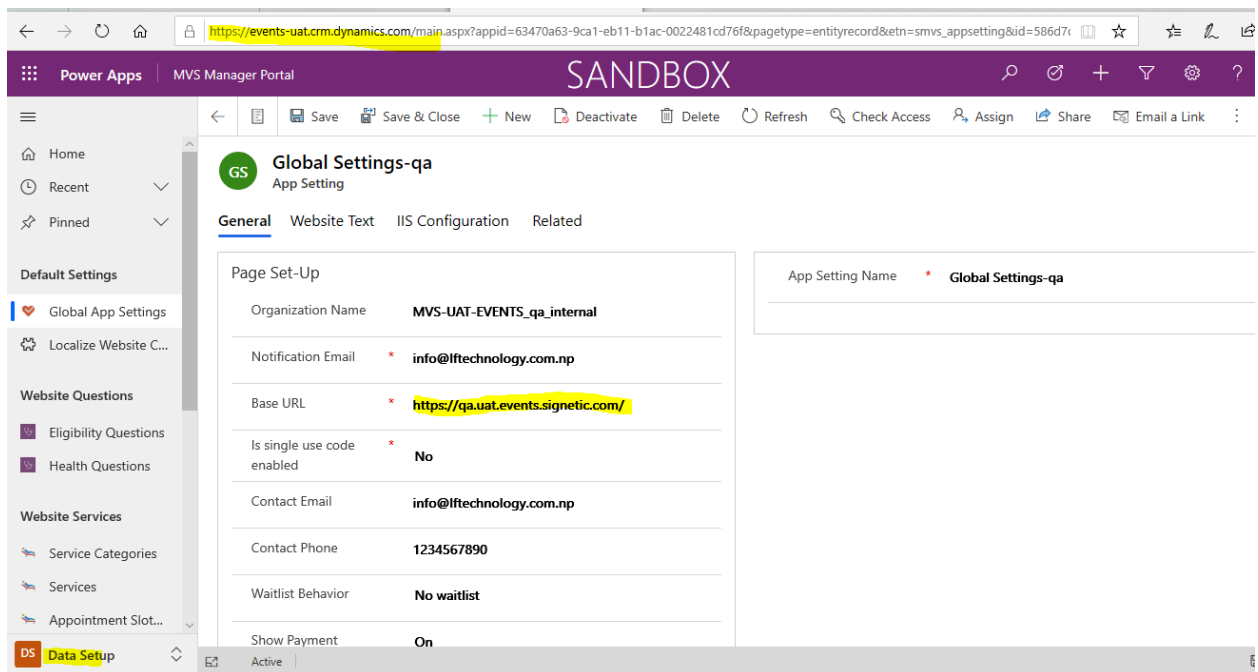 https://events-uat.crm.dynamics.com/main.aspx?appid=63470a63-9ca1-eb11-b1ac-0022481cd76f&pagetype=entityrecord&etn=smvs_appsetting&id=586d7c
Power Apps MVS Manager Portal SANDBOX ?
Save Save & Close New Deactivate Delete Refresh Check Access Assign Share Email a Link
Home
Recent
Pinned
Default Settings
Global App Settings
Localize Website C...
Website Questions
Eligibility Questions
Health Questions
Website Services
Service Categories
Services
Appointment Slot...
DS Data Setup
GS Global Settings-qa
App Setting
General Website Text IIS Configuration Related
Page Set-Up
Organization Name MVS-UAT-EVENTS_qa_internal
Notification Email * info@lftechnology.com.np
Base URL * https://qa.uat.events.signetic.com/
Is single use code * No
enabled
Contact Email info@lftechnology.com.np
Contact Phone 1234567890
Waitlist Behavior No waitlist
Show Payment On
App Setting Name * Global Settings-qa
Active